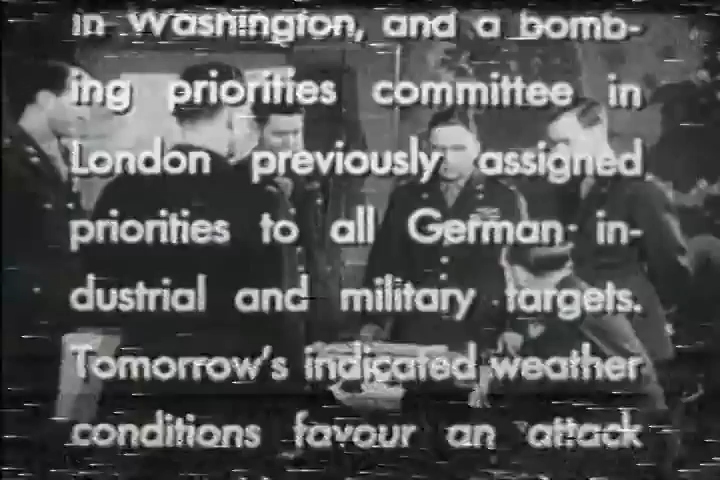 in Washington, and a bomb-
ing priorities committee in
London previously assigned
priorities to all German in-
dustrial and military targets.
Tomorrow's indicated weather
conditions favour an attack